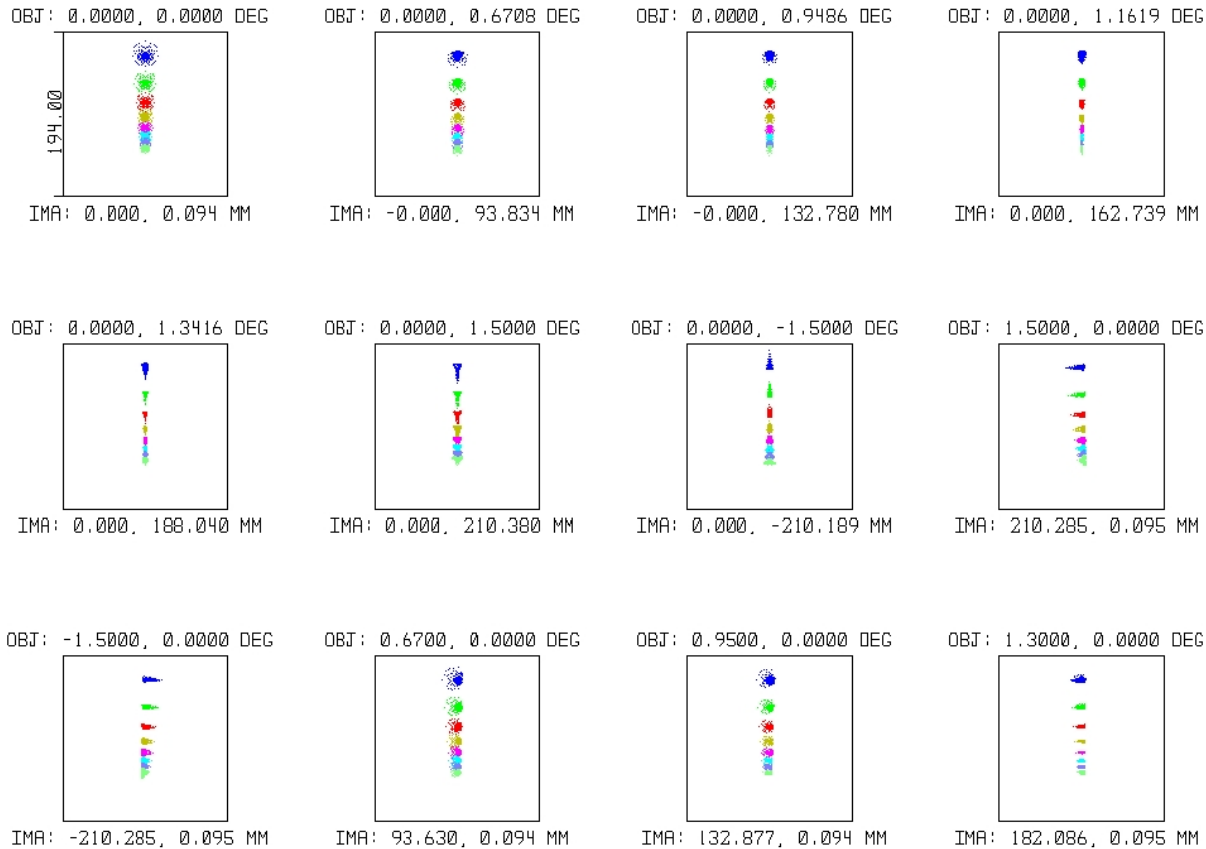 OBJ: 0.0000, 0.0000 DEG
OBJ: 0.0000, 0.6708 DEG
OBJ: 0.0000, 0.9486 DEG
OBJ: 0.0000, 1.1619 DEG
194.00
IMA: 0.000, 0.094 MM
IMA: -0.000, 93.834 MM
IMA: -0.000, 132.780 MM
IMA: 0.000, 162.739 MM
OBJ: 0.0000, 1.3416 DEG
OBJ: 0.0000, 1.5000 DEG
OBJ: 0.0000, -1.5000 DEG
OBJ: 1.5000, 0.0000 DEG
IMA: 0.000, 188.040 MM
IMA: 0.000, 210.380 MM
IMA: 0.000, -210.189 MM
IMA: 210.285, 0.095 MM
OBJ: -1.5000, 0.0000 DEG
OBJ: 0.6700, 0.0000 DEG
OBJ: 0.9500, 0.0000 DEG
OBJ: 1.3000, 0.0000 DEG
IMA: -210.285, 0.095 MM
IMA: 93.630, 0.094 MM
IMA: 132.877, 0.094 MM
IMA: 182.086, 0.095 MM